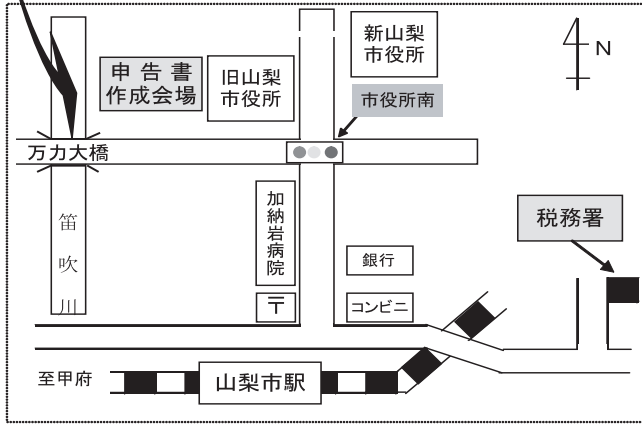 新山梨
市役所
N
申告書
作成会場
旧山梨
市役所
市役所南
万力大橋
笛吹川
加納岩病院
税務署
銀行
〒
コンビニ
至甲府
山梨市駅